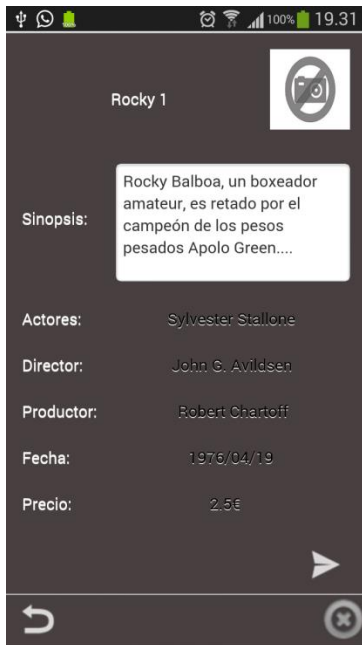 100% 19.31
Rocky 1
Sinopsis:
Rocky Balboa, un boxeador
amateur, es retado por el
campeón de los pesos
pesados Apolo Green....
Actores: Sylvester Stallone
Director: John G. Avildsen
Productor: Robert Chartoff
Fecha: 1976/04/19
Precio: 2.5€